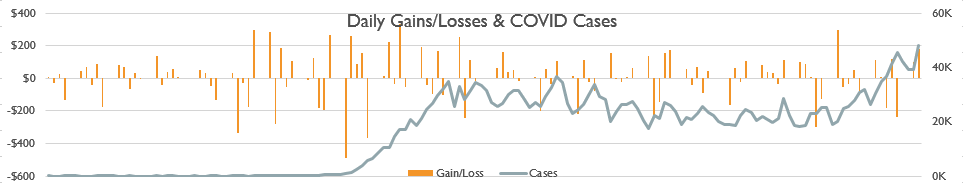 Daily Gains/Losses & COVID Cases
$400
$200
$0
-$200
-$400
-$600
60K
40K
20K
0K
Gain/Loss
Cases